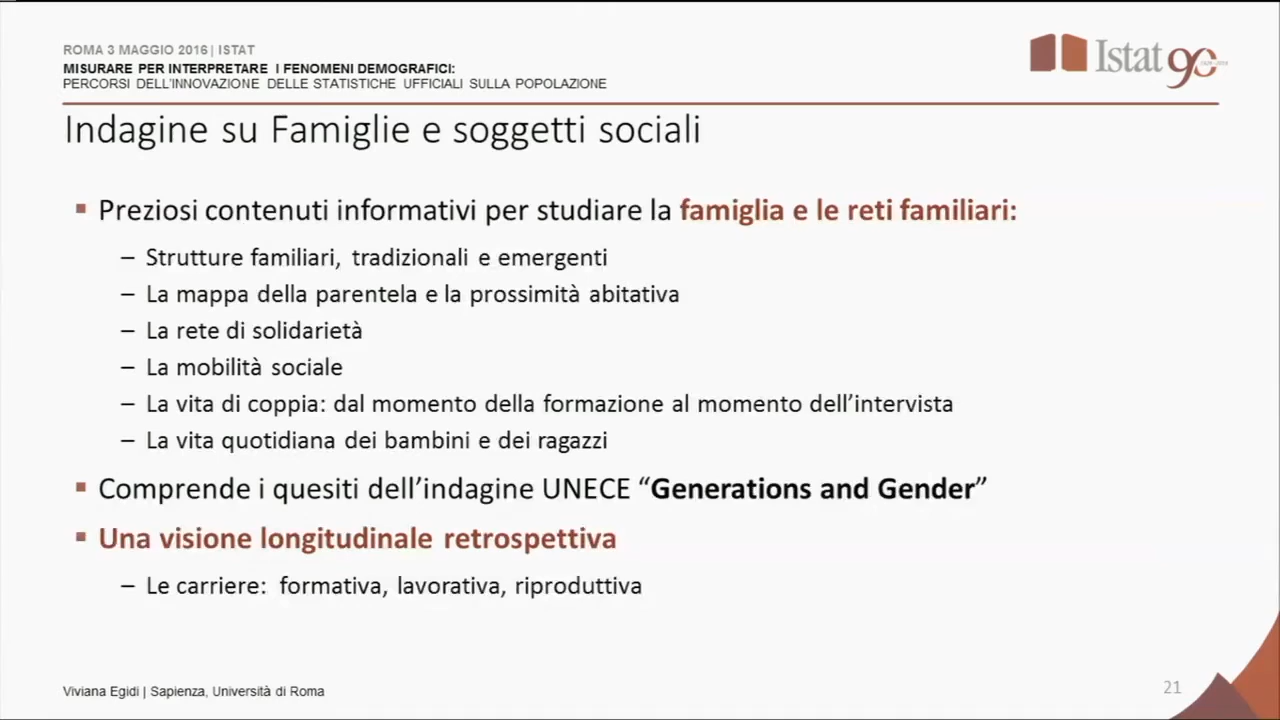 ROMA 3 MAGGIO 2016 | ISTAT
MISURARE PER INTERPRETARE I FENOMENI DEMOGRAFICI:
PERCORSI DELL'INNOVAZIONE DELLE STATISTICHE UFFICIALI SULLA POPOLAZIONE
Istat 90
Indagine su Famiglie e soggetti sociali
▪ Preziosi contenuti informativi per studiare la famiglia e le reti familiari:
– Strutture familiari, tradizionali e emergenti
– La mappa della parentela e la prossimità abitativa
– La rete di solidarietà
– La mobilità sociale
– La vita di coppia: dal momento della formazione al momento dell’intervista
– La vita quotidiana dei bambini e dei ragazzi
▪ Comprende i quesiti dell’indagine UNECE “Generations and Gender”
▪ Una visione longitudinale retrospettiva
– Le carriere: formativa, lavorativa, riproduttiva
Viviana Egidi | Sapienza, Università di Roma
21